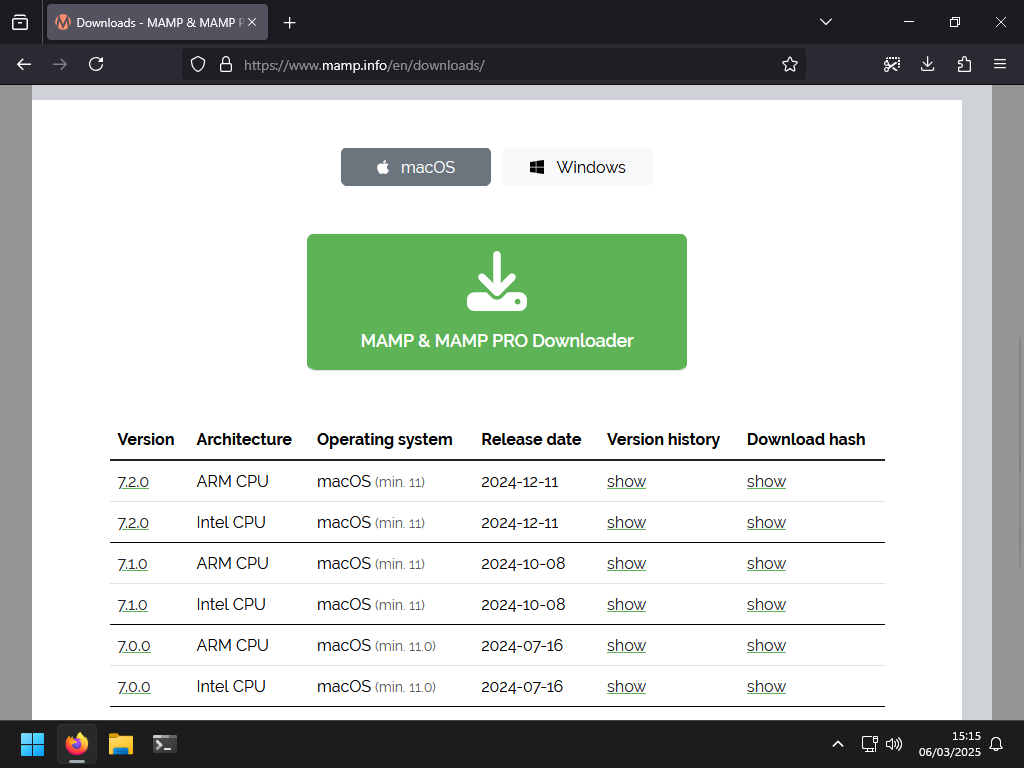 Downloads - MAMP & MAMP P
https://www.mamp.info/en/downloads/
macOS
Windows
MAMP & MAMP PRO Downloader
Version Architecture Operating system Release date Version history Download hash
7.2.0 ARM CPU macOS (min. 11) 2024-12-11 show show
7.2.0 Intel CPU macOS (min. 11) 2024-12-11 show show
7.1.0 ARM CPU macOS (min. 11) 2024-10-08 show show
7.1.0 Intel CPU macOS (min. 11) 2024-10-08 show show
7.0.0 ARM CPU macOS (min. 11.0) 2024-07-16 show show
7.0.0 Intel CPU macOS (min. 11.0) 2024-07-16 show show
15:15
06/03/2025